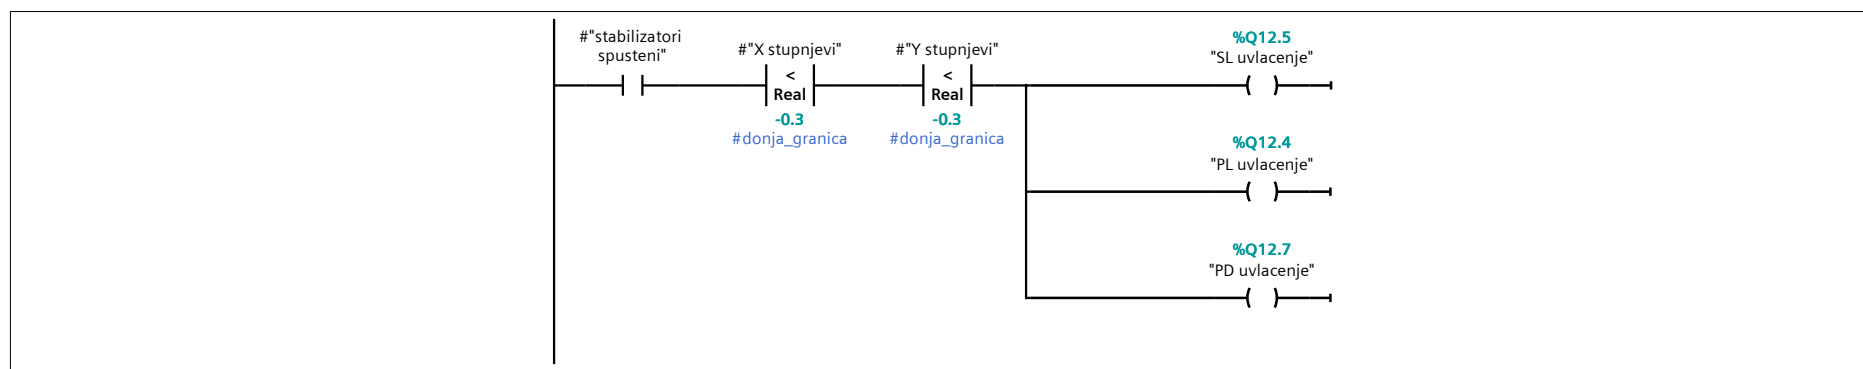 #"stabilizatori
spusteni"
#"X stupnjevi"
<
Real
-0.3
#donja_granica
#"Y stupnjevi"
<
Real
-0.3
#donja_granica
%Q12.5
"SL uvlacenje"
%Q12.4
"PL uvlacenje"
%Q12.7
"PD uvlacenje"